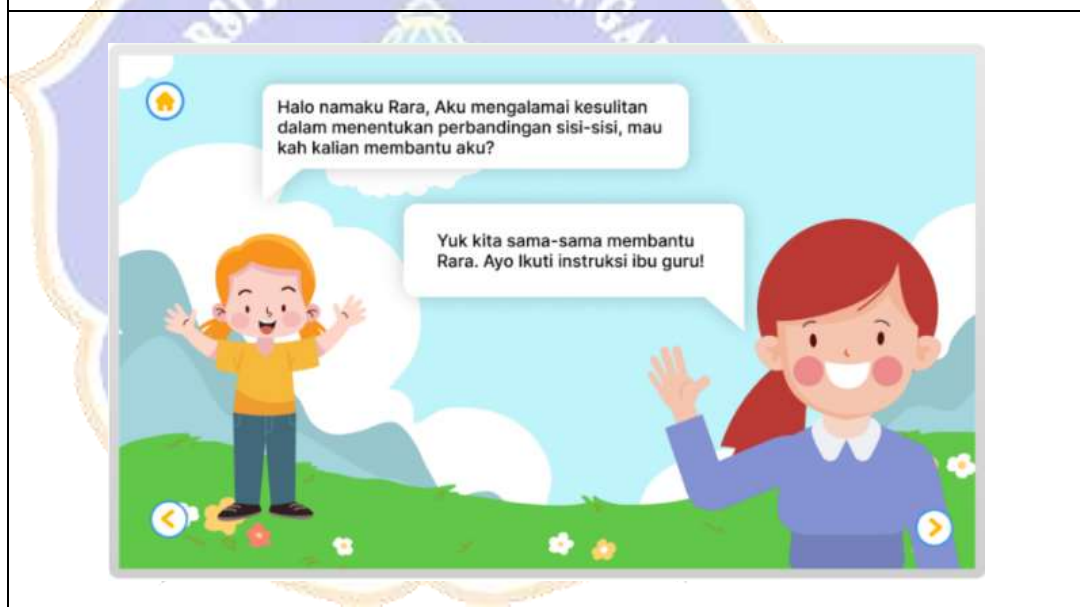 Halo namaku Rara, Aku mengalamai kesulitan
dalam menentukan perbandingan sisi-sisi, mau
kah kalian membantu aku?
Yuk kita sama-sama membantu
Rara. Ayo Ikuti instruksi ibu guru!